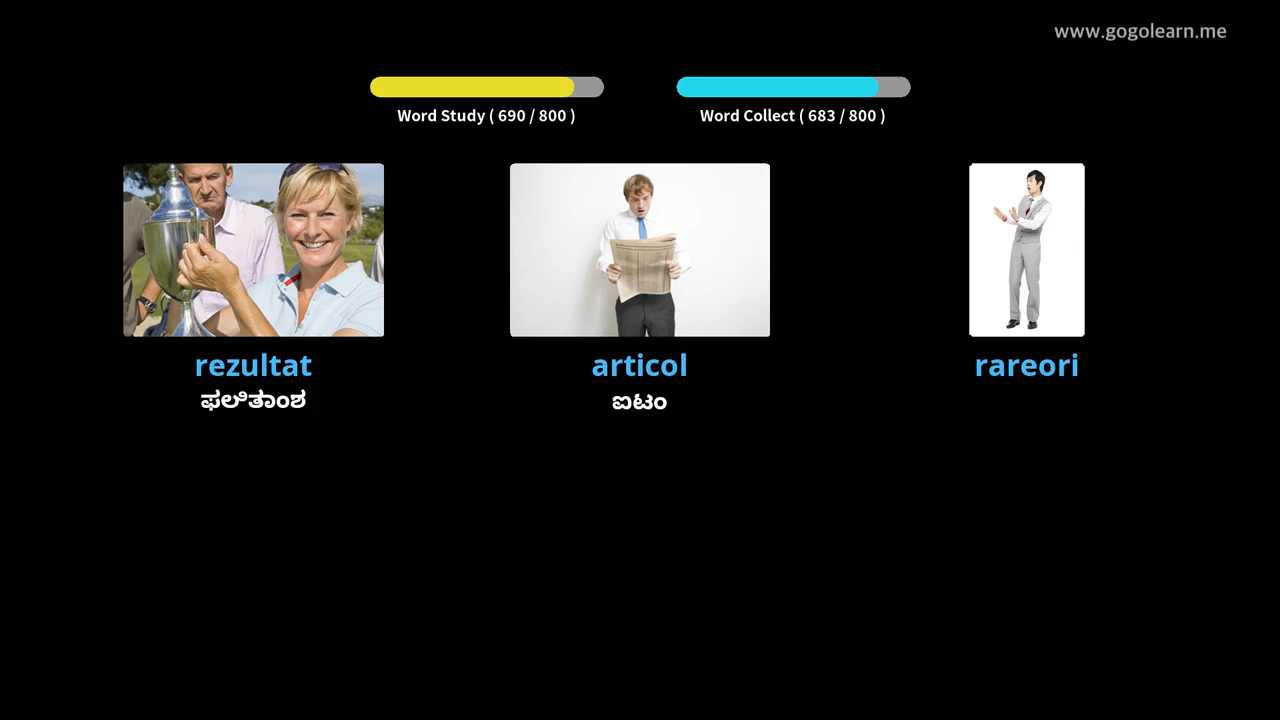 www.gogolearn.me
Word Study ( 690 / 800 )
Word Collect ( 683 / 800 )
rezultat
ಫಲಿತಾಂಶ
articol
ಐಟಂ
rareori